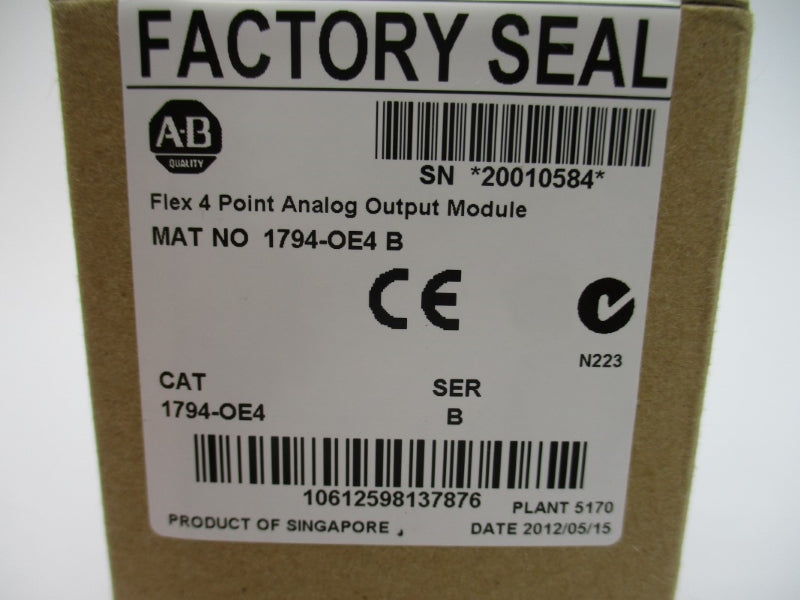 FACTORY SEAL
A-B
QUALITY
SN *20010584*
Flex 4 Point Analog Output Module
MAT NO 1794-OE4 B
CE
N223
CAT SER
1794-OE4 B
10612598137876
PLANT 5170
PRODUCT OF SINGAPORE
DATE 2012/05/15